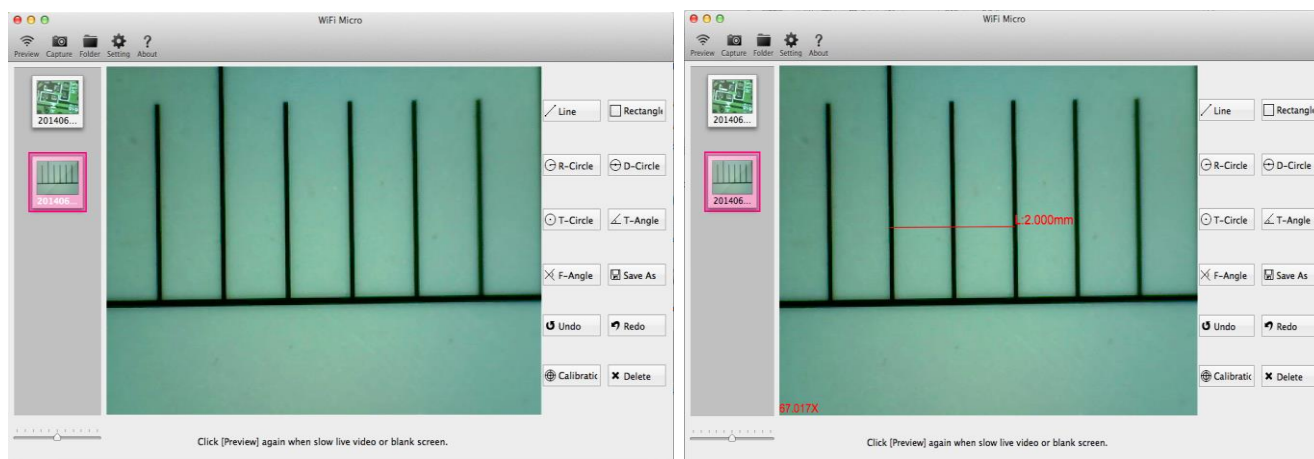 WiFi Micro
Preview Capture Folder Setting About
201406...
201406...
Line Rectangle
R-Circle D-Circle
T-Circle T-Angle
F-Angle Save As
Undo Redo
Calibratic Delete
Click [Preview] again when slow live video or blank screen.
WiFi Micro
Preview Capture Folder Setting About
201406...
201406...
L:2.000mm
67.017X
Line Rectangl
R-Circle D-Circle
T-Circle T-Angle
F-Angle Save As
Undo Redo
Calibratic Delete
Click [Preview] again when slow live video or blank screen.